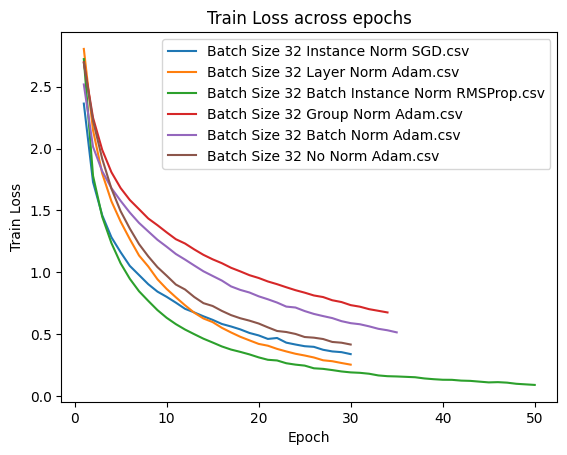 Train Loss across epochs
Batch Size 32 Instance Norm SGD.csv
Batch Size 32 Layer Norm Adam.csv
Batch Size 32 Batch Instance Norm RMSProp.csv
Batch Size 32 Group Norm Adam.csv
Batch Size 32 Batch Norm Adam.csv
Batch Size 32 No Norm Adam.csv
Train Loss
2.5
2.0
1.5
1.0
0.5
0.0
0 10 20 30 40 50
Epoch